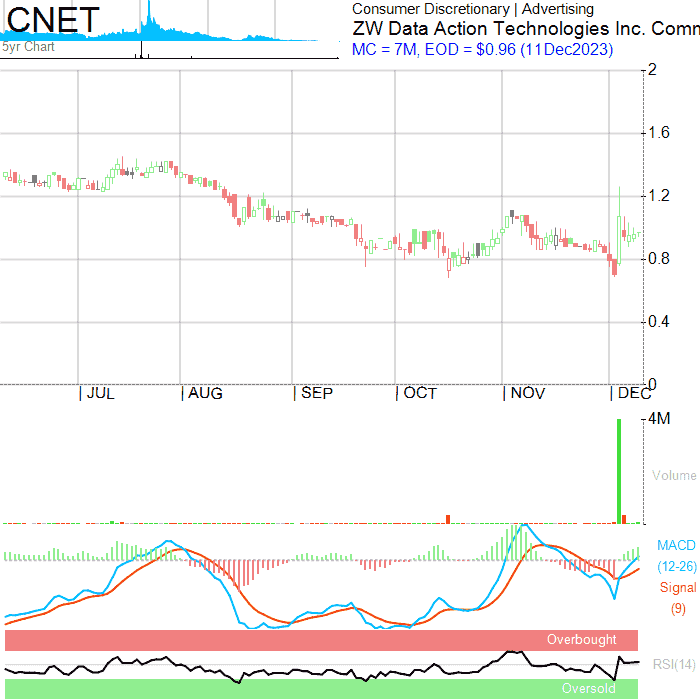 CNET
5yr Chart
Consumer Discretionary | Advertising
ZW Data Action Technologies Inc. Comm
MC = 7M, EOD = $0.96 (11Dec2023)
2
1.6
1.2
0.8
0.4
0
| JUL | AUG | SEP | OCT | NOV | DEC
4M
Volume
MACD
(12-26)
Signal
(9)
Overbought
RSI(14)
Oversold